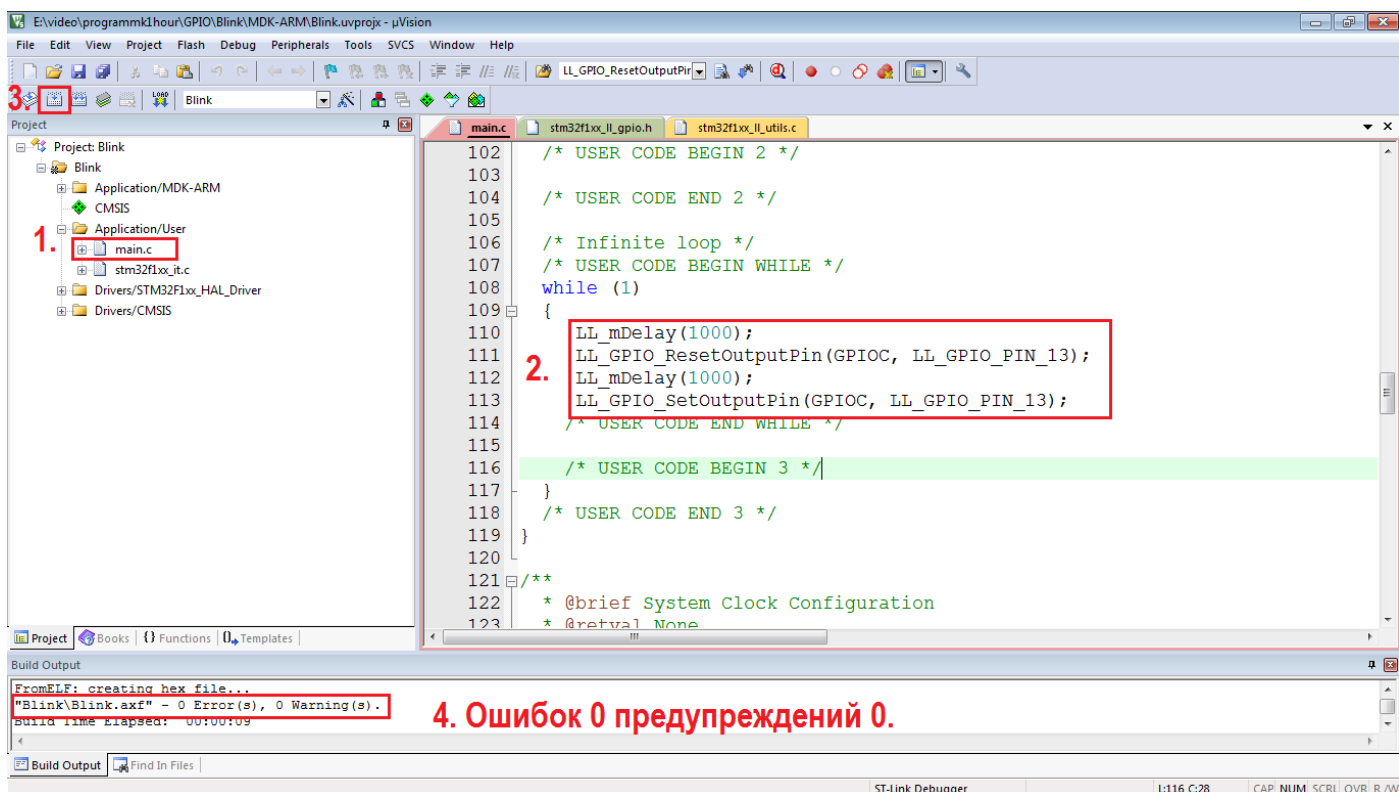 E:\video\programmk1hour\GPIO\Blink\MDK-ARM\Blink.uvprojx - µVision
File Edit View Project Flash Debug Peripherals Tools SVCS Window Help
LL_GPIO_ResetOutputPir
3.
LOAD
Blink
Project
main.c stm32f1xx_ll_gpio.h stm32f1xx_ll_utils.c
Project: Blink
Blink
Application/MDK-ARM
CMSIS
Application/User
1.
main.c
stm32f1xx_it.c
Drivers/STM32F1xx_HAL_Driver
Drivers/CMSIS
102 /* USER CODE BEGIN 2 */
103
104 /* USER CODE END 2 */
105
106 /* Infinite loop */
107 /* USER CODE BEGIN WHILE */
108 while (1)
109 {
110 LL_mDelay(1000);
111 LL_GPIO_ResetOutputPin(GPIOC, LL_GPIO_PIN_13);
2.
112 LL_mDelay(1000);
113 LL_GPIO_SetOutputPin(GPIOC, LL_GPIO_PIN_13);
114 /* USER CODE END WHILE */
115
116 /* USER CODE BEGIN 3 */
117 }
118 /* USER CODE END 3 */
119 }
120
121 /**
122 * @brief System Clock Configuration
123 * @retval None
Project Books {} Functions 0 Templates
Build Output
FromELF: creating hex file...
"Blink\Blink.axf" - 0 Error(s), 0 Warning(s).
Build Time Elapsed: 00:00:09
4. Ошибок 0 предупреждений 0.
Build Output Find In Files
ST-Link Debugger L:116 C:28 CAP NUM SCRL OVR R/W